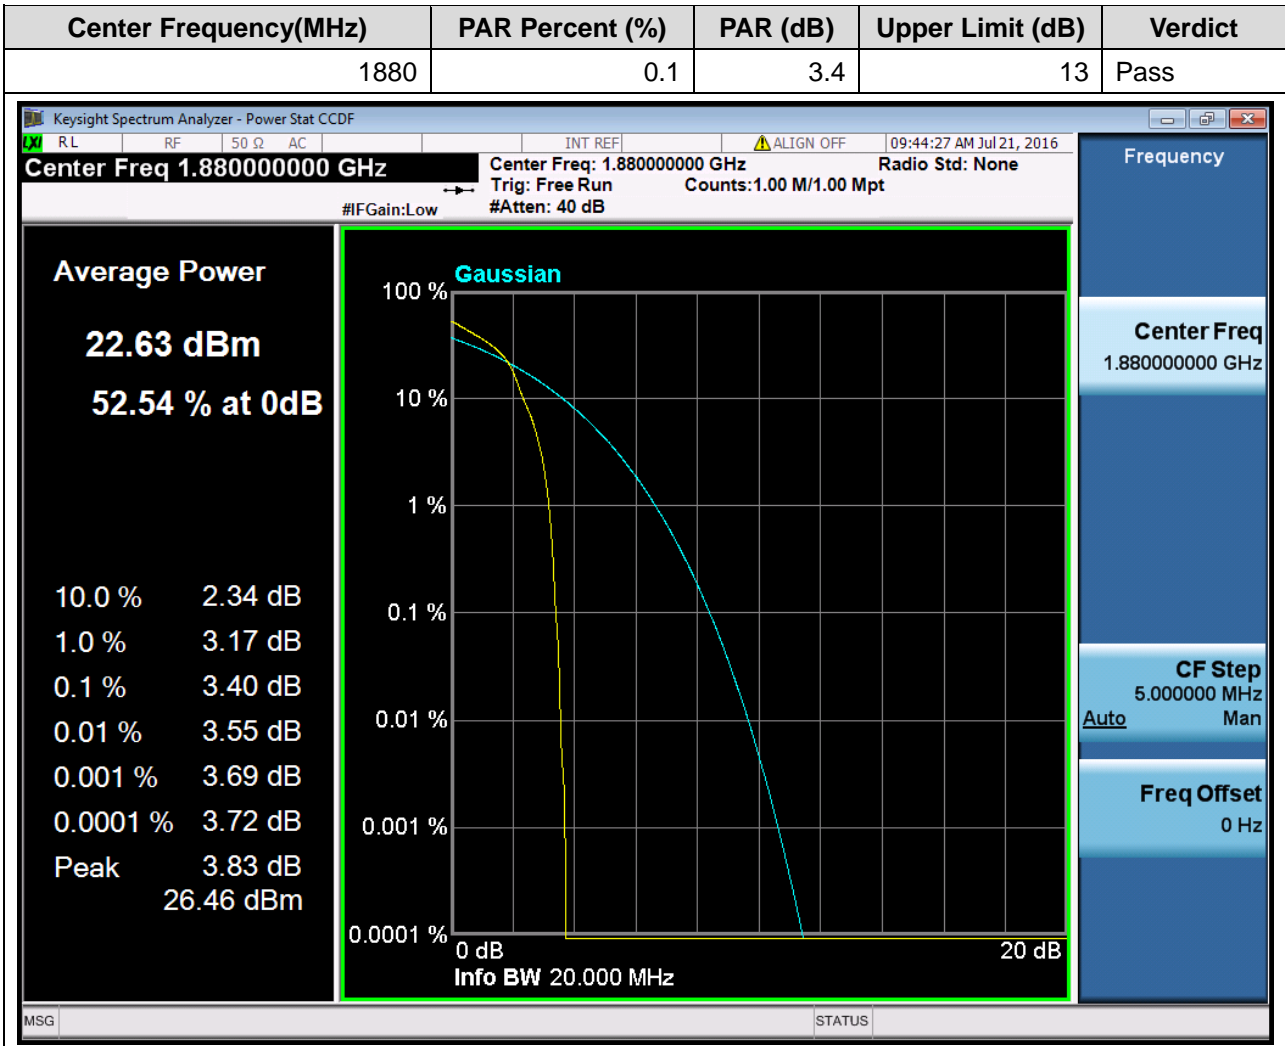 Center Frequency(MHz) PAR Percent (%) PAR (dB) Upper Limit (dB) Verdict
1880 0.1 3.4 13 Pass
Keysight Spectrum Analyzer - Power Stat CCDF
LXI RL RF 50 Ω AC INT REF ALIGN OFF 09:44:27 AM Jul 21, 2016
Center Freq 1.880000000 GHz
Center Freq: 1.880000000 GHz Radio Std: None
Trig: Free Run Counts:1.00 M/1.00 Mpt
#IFGain:Low #Atten: 40 dB
Frequency
Average Power
22.63 dBm
52.54 % at 0dB
10.0 % 2.34 dB
1.0 % 3.17 dB
0.1 % 3.40 dB
0.01 % 3.55 dB
0.001 % 3.69 dB
0.0001 % 3.72 dB
Peak 3.83 dB
26.46 dBm
Gaussian
100 %
10 %
1 %
0.1 %
0.01 %
0.001 %
0.0001 %
0 dB 20 dB
Info BW 20.000 MHz
Center Freq
1.880000000 GHz
CF Step
5.000000 MHz
Auto Man
Freq Offset
0 Hz
MSG STATUS